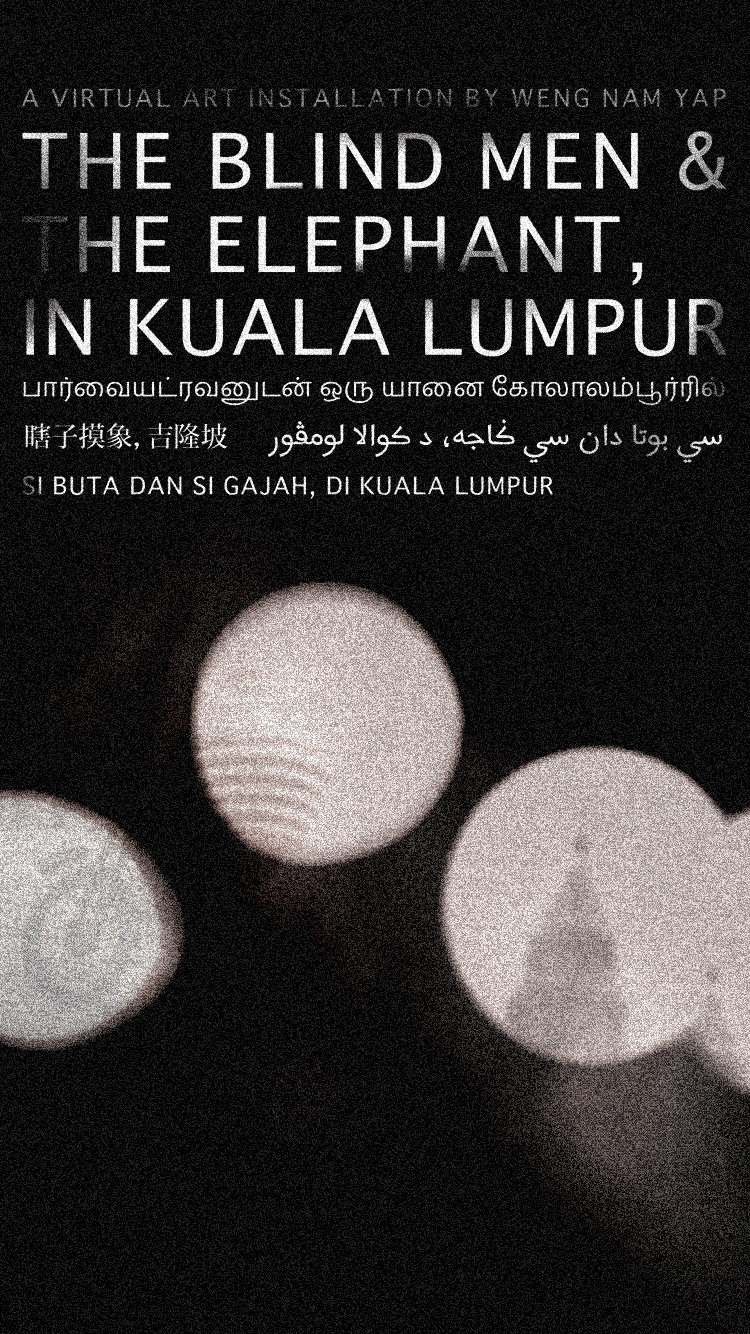 A VIRTUAL ART INSTALLATION BY WENG NAM YAP
THE BLIND MEN &
THE ELEPHANT,
IN KUALA LUMPUR
பார்வையட்ரவனுடன் ஒரு யானை கோலாலம்பூர்ரில்
瞎子摸象, 吉隆坡 سي بوتا دان سي ݢاجه، د كوالا لومڤور
SI BUTA DAN SI GAJAH, DI KUALA LUMPUR